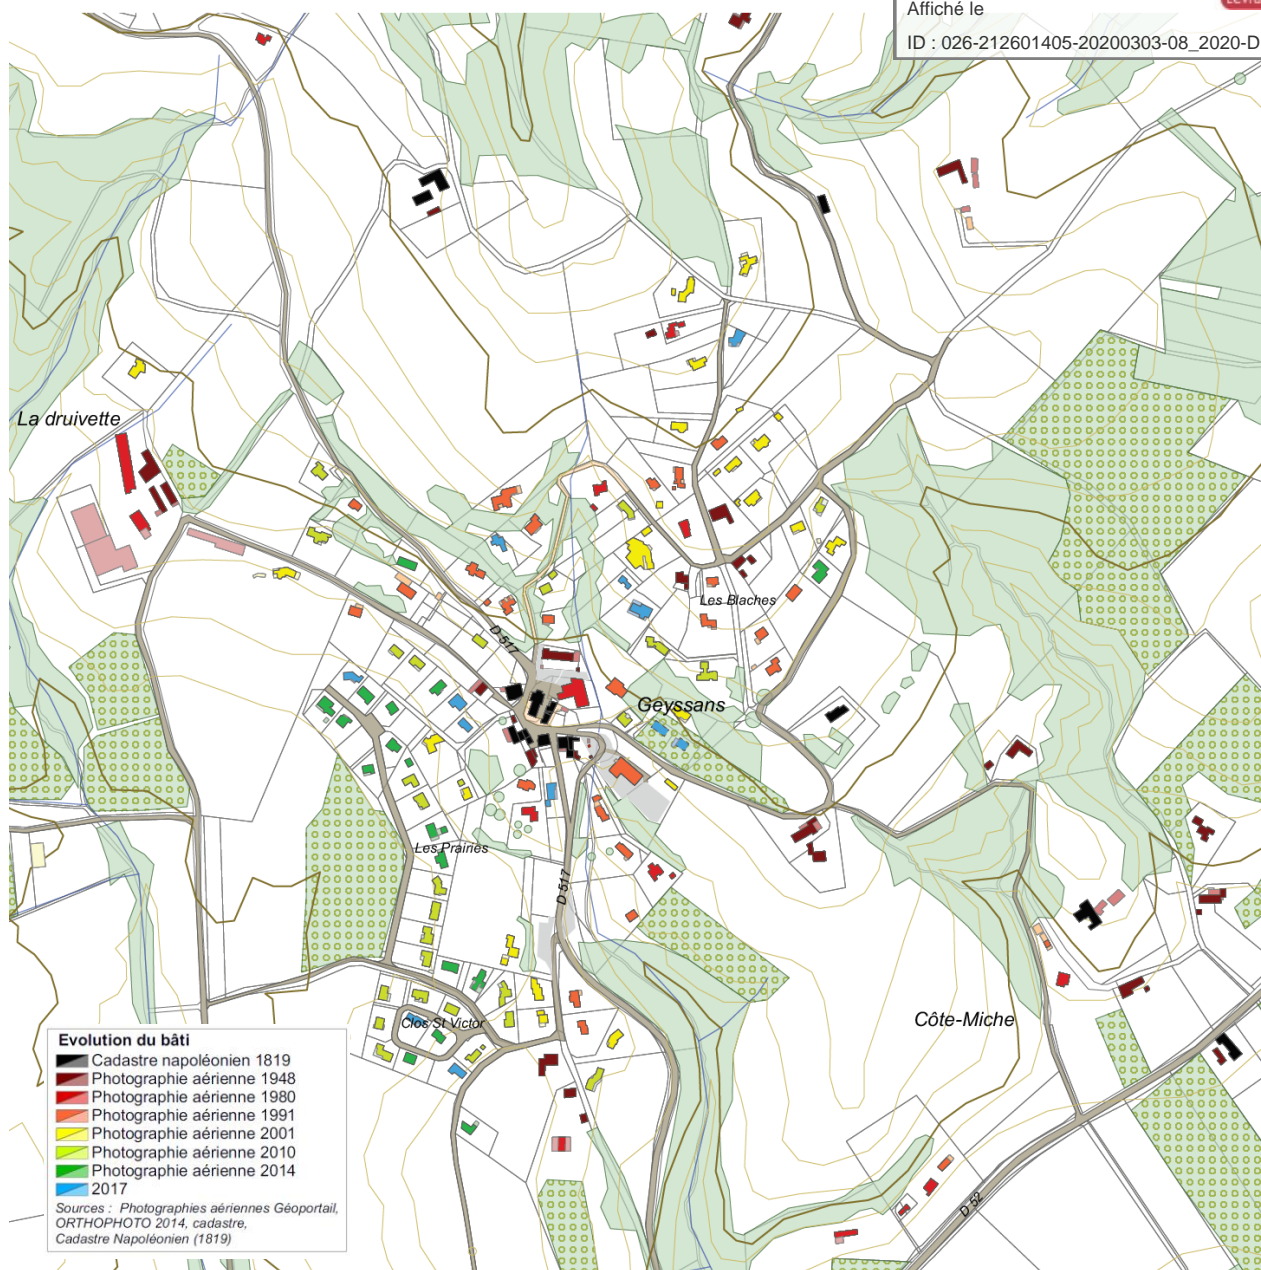 Affiché le
ID : 026-212601405-20200303-08_2020-D
La druivette
Les Blaches
D 517
Geyssans
Les Prairies
D 517
Clos St Victor
Côte-Miche
D 52
Evolution du bâti
Cadastre napoléonien 1819
Photographie aérienne 1948
Photographie aérienne 1980
Photographie aérienne 1991
Photographie aérienne 2001
Photographie aérienne 2010
Photographie aérienne 2014
2017
Sources : Photographies aériennes Géoportail,
ORTHOPHOTO 2014, cadastre,
Cadastre Napoléonien (1819)